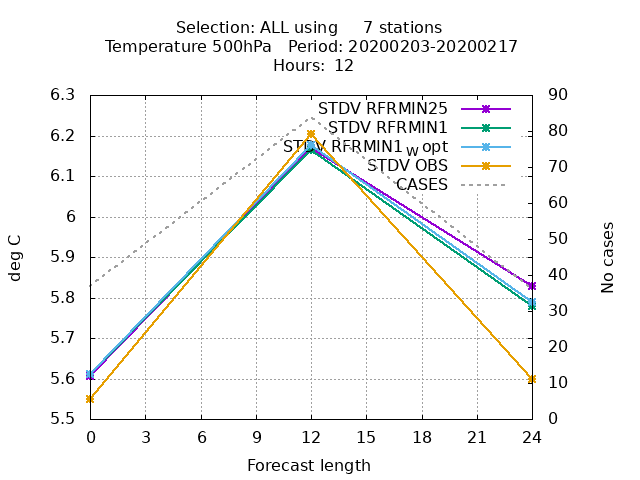 Selection: ALL using     7 stations
Temperature 500hPa   Period: 20200203-20200217
Hours:  12
STDV RFRMIN25
STDV RFRMIN1
STDV RFRMIN1_w opt
STDV OBS
CASES
6.3
6.2
6.1
6
5.9
5.8
5.7
5.6
5.5
deg C
90
80
70
60
50
40
30
20
10
0
No cases
0 3 6 9 12 15 18 21 24
Forecast length